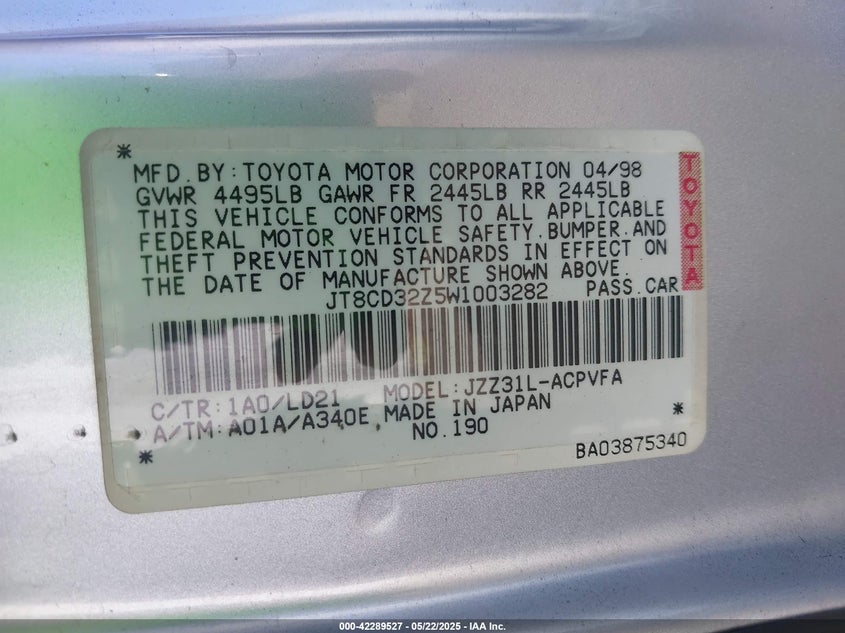 *
MFD.BY:TOYOTA MOTOR CORPORATION 04/98
GVWR 4495LB GAWR FR 2445LB RR 2445LB
THIS VEHICLE CONFORMS TO ALL APPLICABLE
FEDERAL MOTOR VEHICLE SAFETY.BUMPER.AND
THEFT PREVENTION STANDARDS IN EFFECT ON
THE DATE OF MANUFACTURE SHOWN ABOVE.
JT8CD32Z5W1003282 PASS.CAR
TOYOTA
C/TR:1A0/LD21 MODEL:JZZ31L-ACPVFA
A/TM:A01A/A340E,MADE IN JAPAN *
* NO.190 BA03875340
000-42289527 - 05/22/2025 - IAA Inc.